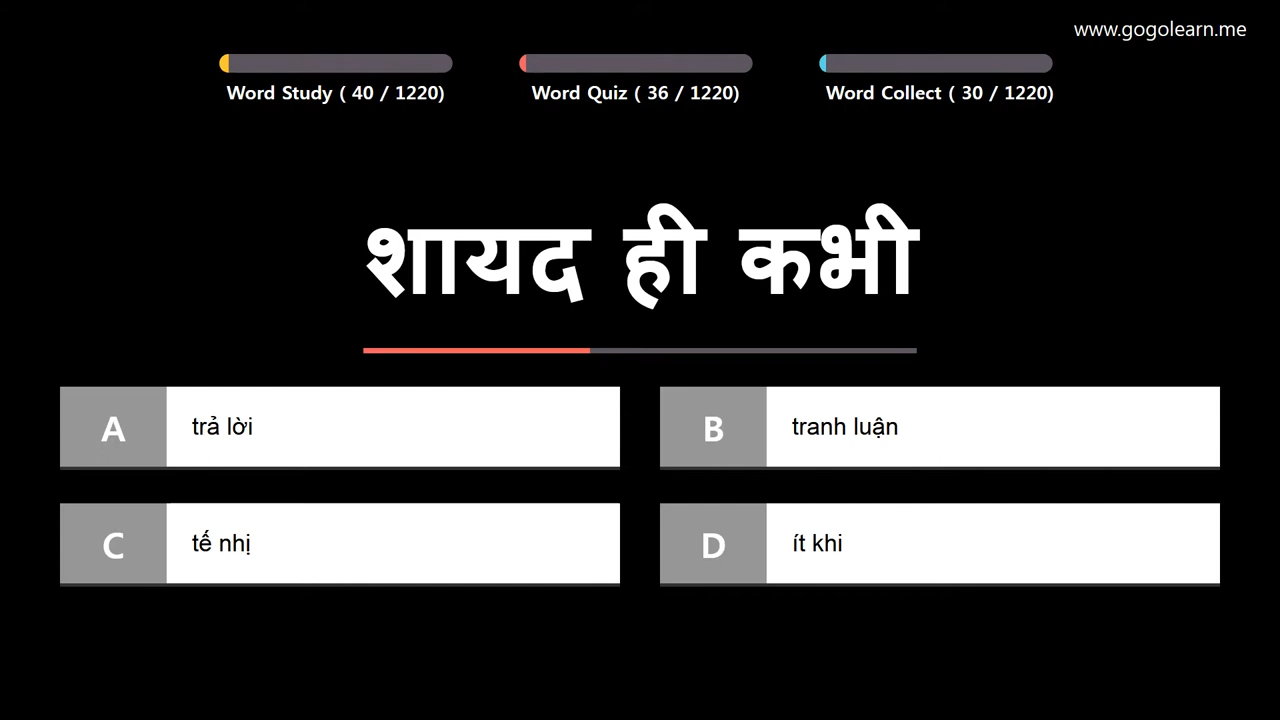 www.gogolearn.me
Word Study ( 40 / 1220)
Word Quiz ( 36 / 1220)
Word Collect ( 30 / 1220)
शायद ही कभी
A
trả lời
B
tranh luận
C
tế nhị
D
ít khi